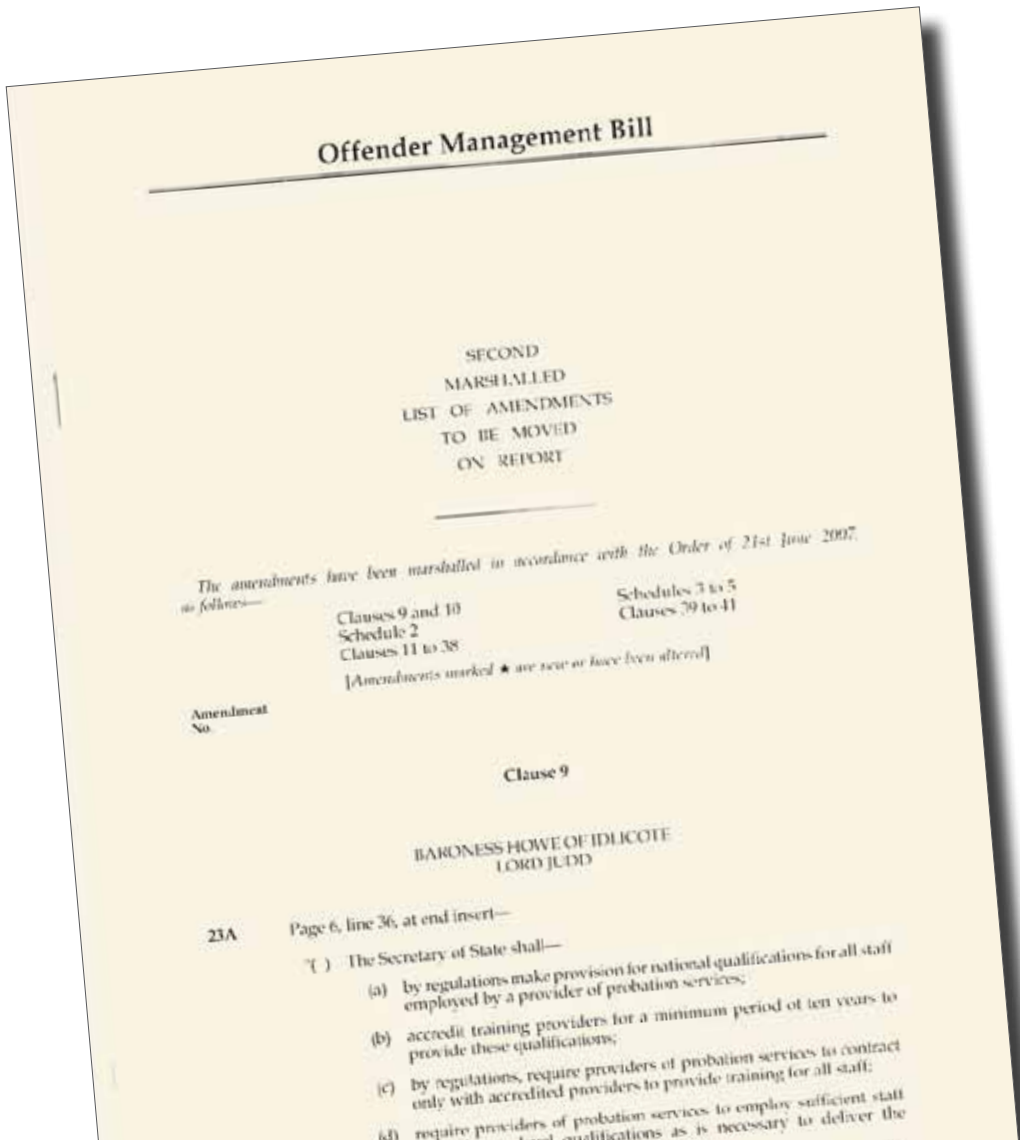 Offender Management Bill
SECOND
MARSHALLED
LIST OF AMENDMENTS
TO BE MOVED
ON REPORT
The amendments have been marshalled in accordance with the Order of 21st June 2007,
as follows—
Clauses 9 and 10
Schedule 2
Clauses 11 to 38
Schedules 3 to 5
Clauses 39 to 41
[Amendments marked ★ are new or have been altered]
Amendment
No.
Clause 9
BARONESS HOWE OF IDLICOTE
LORD JUDD
23A Page 6, line 36, at end insert—
"( ) The Secretary of State shall—
(a) by regulations make provision for national qualifications for all staff
employed by a provider of probation services;
(b) accredit training providers for a minimum period of ten years to
provide these qualifications;
(c) by regulations, require providers of probation services to contract
only with accredited providers to provide training for all staff;
(d) require providers of probation services to employ sufficient staff
qualifications as is necessary to deliver the